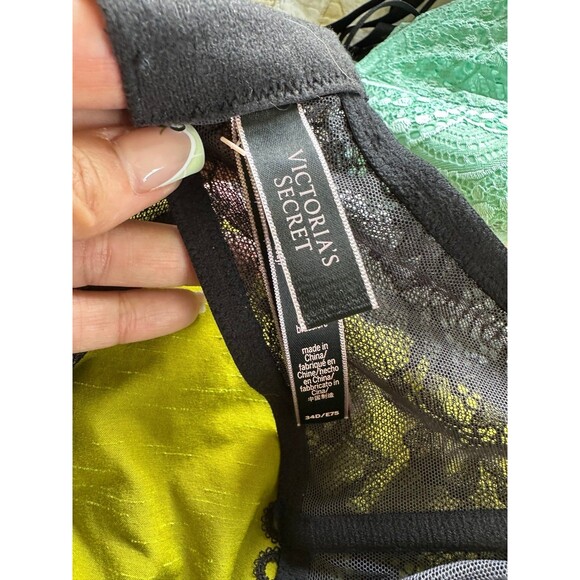 VICTORIA'S
SECRET
made in
China/
fabriqué en
Chine/hecho
en China/
fabbricato in
Cina/
中国制造
34D/E75